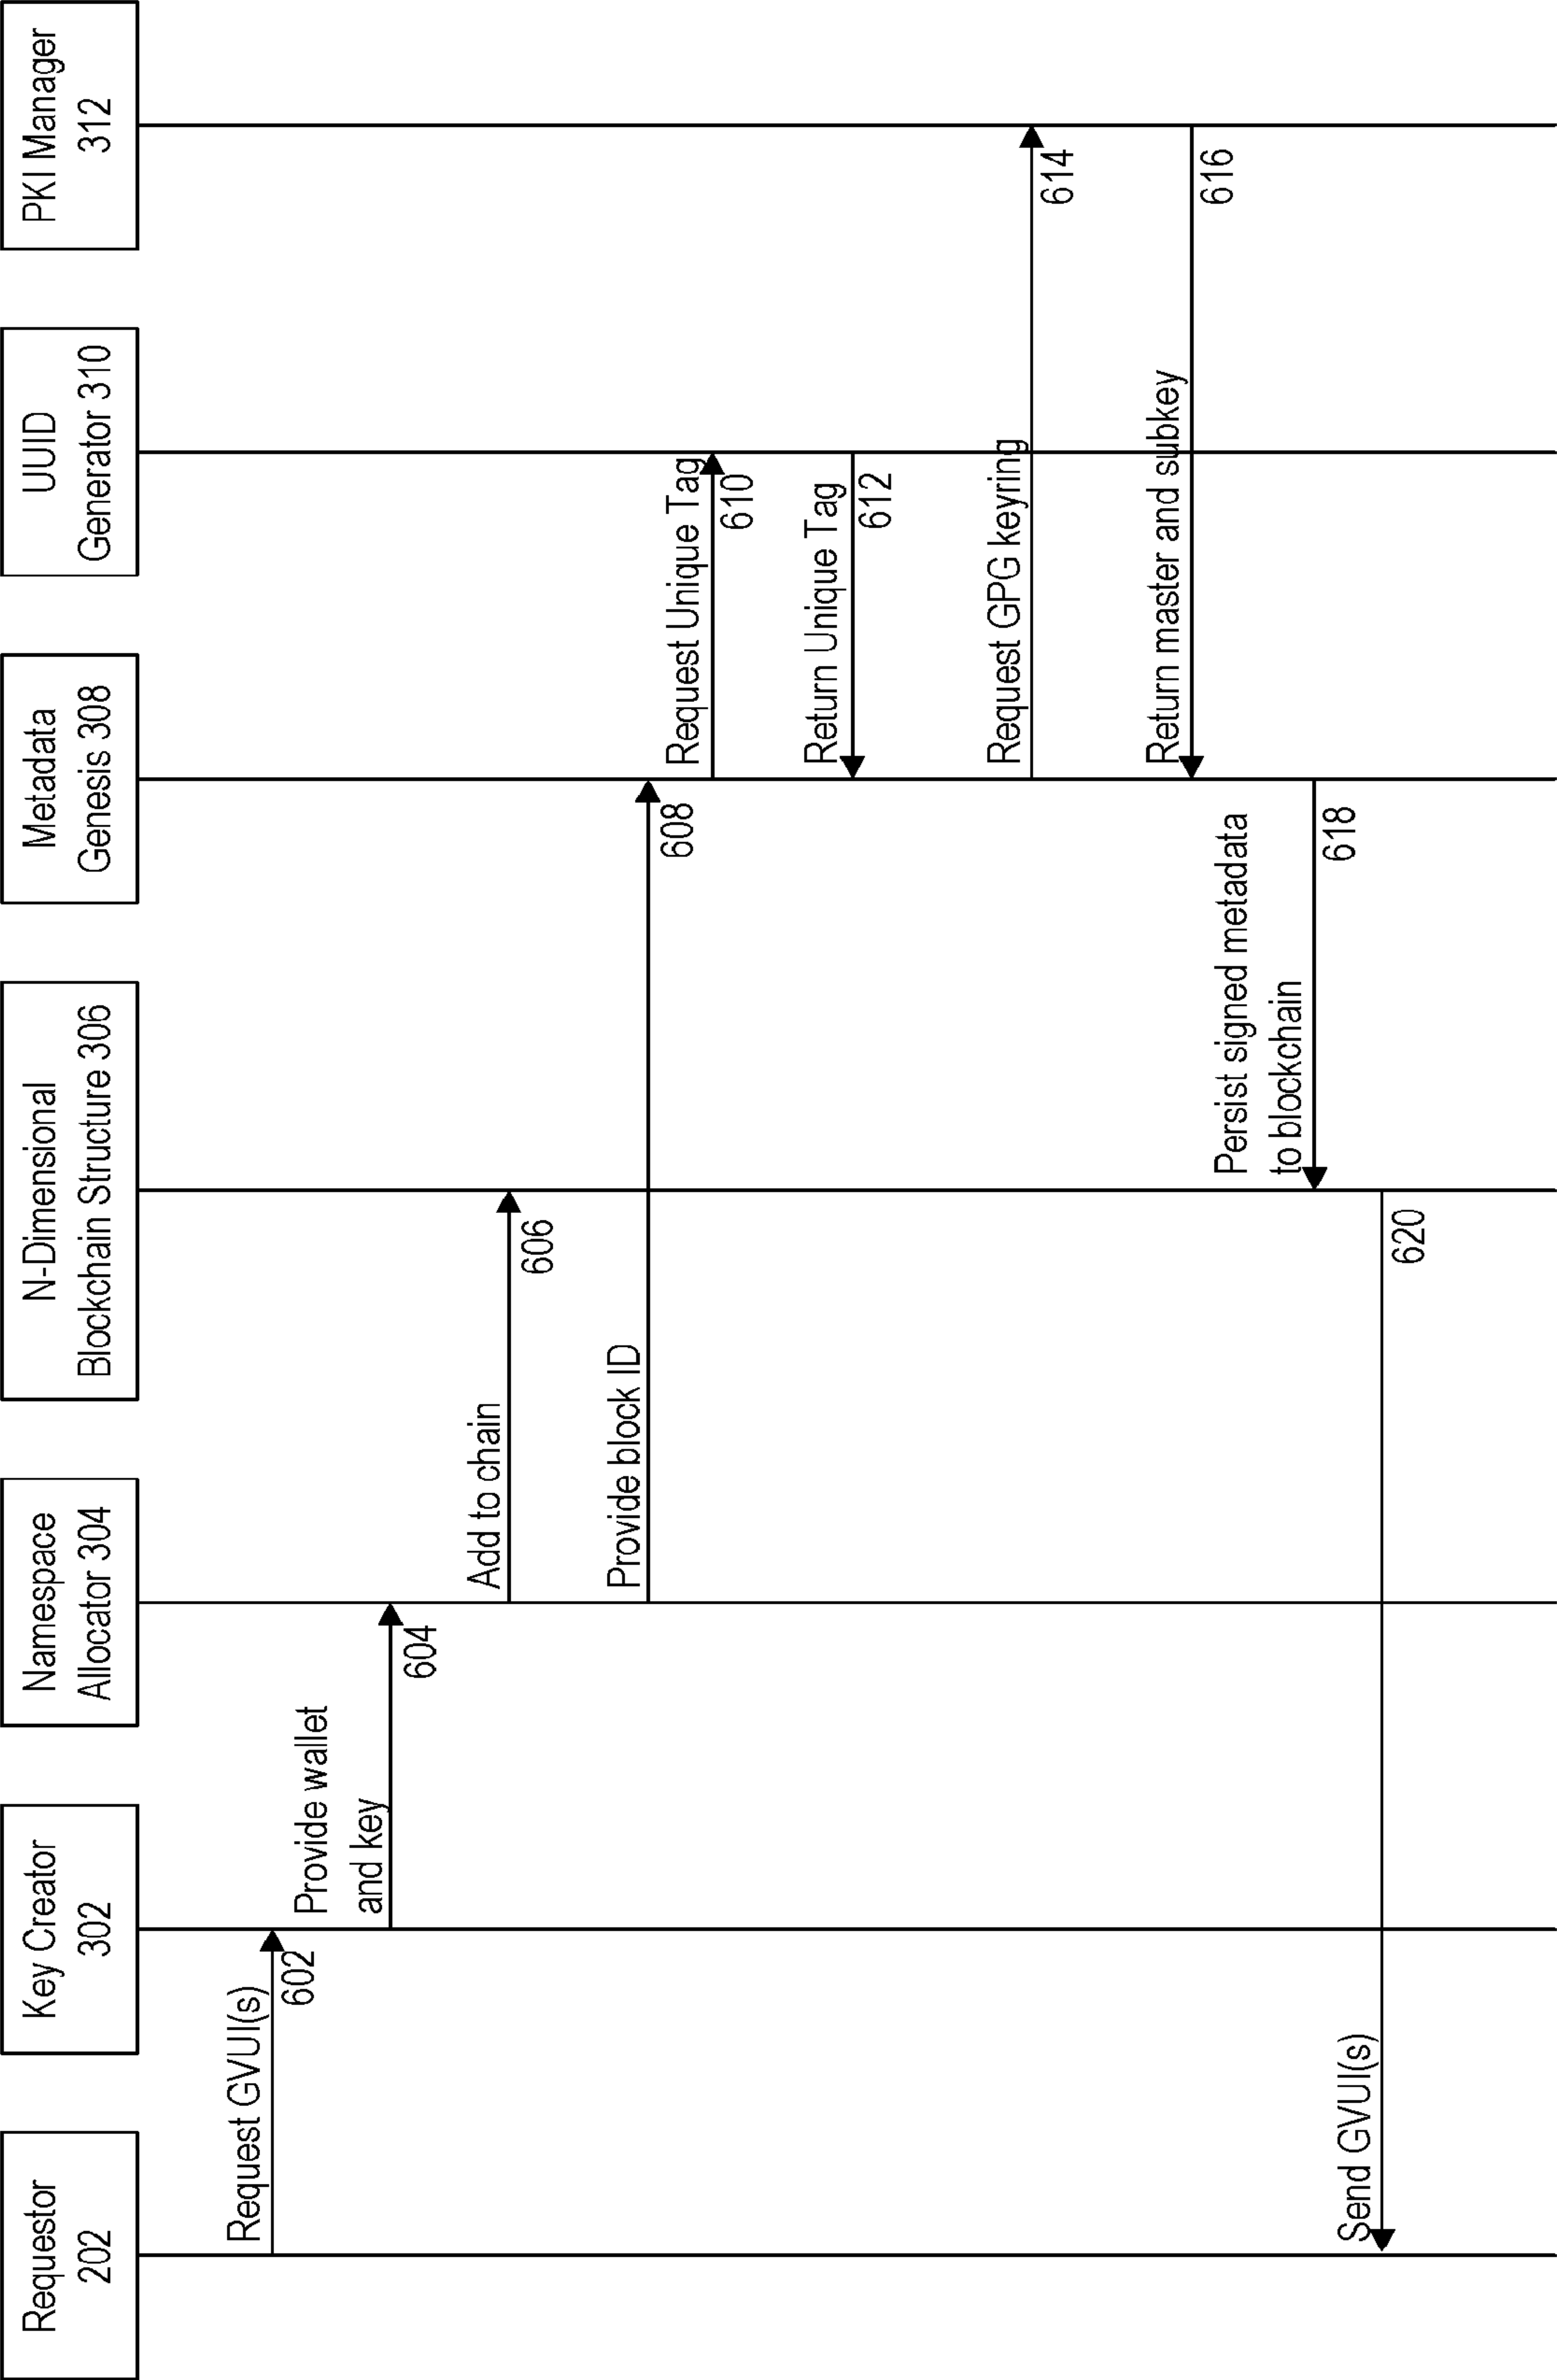 Requestor
202
Key Creator
302
Namespace
Allocator 304
N-Dimensional
Blockchain Structure 306
Metadata
Genesis 308
UUID
Generator 310
PKI Manager
312
Request GVUI(s)
602
Provide wallet
and key
604
Add to chain
606
Provide block ID
608
Request Unique Tag
610
Return Unique Tag
612
Request GPG keyring
614
Return master and subkey
616
Persist signed metadata
to blockchain
618
Send GVUI(s)
620